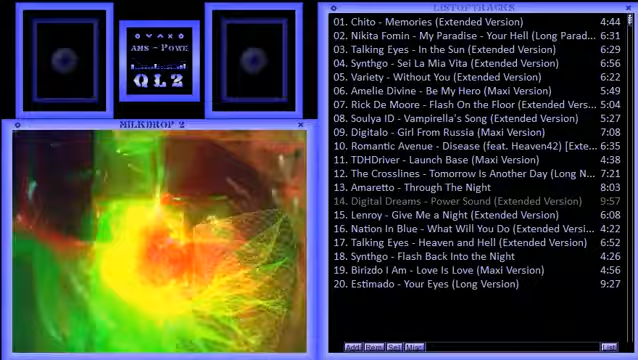 LISTOFTRACKS
AMS - POWE
QL2
MILKDROP 2
01. Chito - Memories (Extended Version) 4:44
02. Nikita Fomin - My Paradise - Your Hell (Long Parad... 6:31
03. Talking Eyes - In the Sun (Extended Version) 6:29
04. Synthgo - Sei La Mia Vita (Extended Version) 6:56
05. Variety - Without You (Extended Version) 6:22
06. Amelie Divine - Be My Hero (Maxi Version) 5:49
07. Rick De Moore - Flash On the Floor (Extended Vers... 5:04
08. Soulya ID - Vampirella's Song (Extended Version) 5:27
09. Digitalo - Girl From Russia (Maxi Version) 7:08
10. Romantic Avenue - Disease (feat. Heaven42) [Exte... 6:35
11. TDHDriver - Launch Base (Maxi Version) 4:38
12. The Crosslines - Tomorrow Is Another Day (Long N... 7:21
13. Amaretto - Through The Night 8:03
14. Digital Dreams - Power Sound (Extended Version) 9:57
15. Lenroy - Give Me a Night (Extended Version) 6:08
16. Nation In Blue - What Will You Do (Extended Versi... 4:22
17. Talking Eyes - Heaven and Hell (Extended Version) 6:52
18. Synthgo - Flash Back Into the Night 4:26
19. Birizdo I Am - Love Is Love (Maxi Version) 4:56
20. Estimado - Your Eyes (Long Version) 9:27
Add Rem Sel Misc List